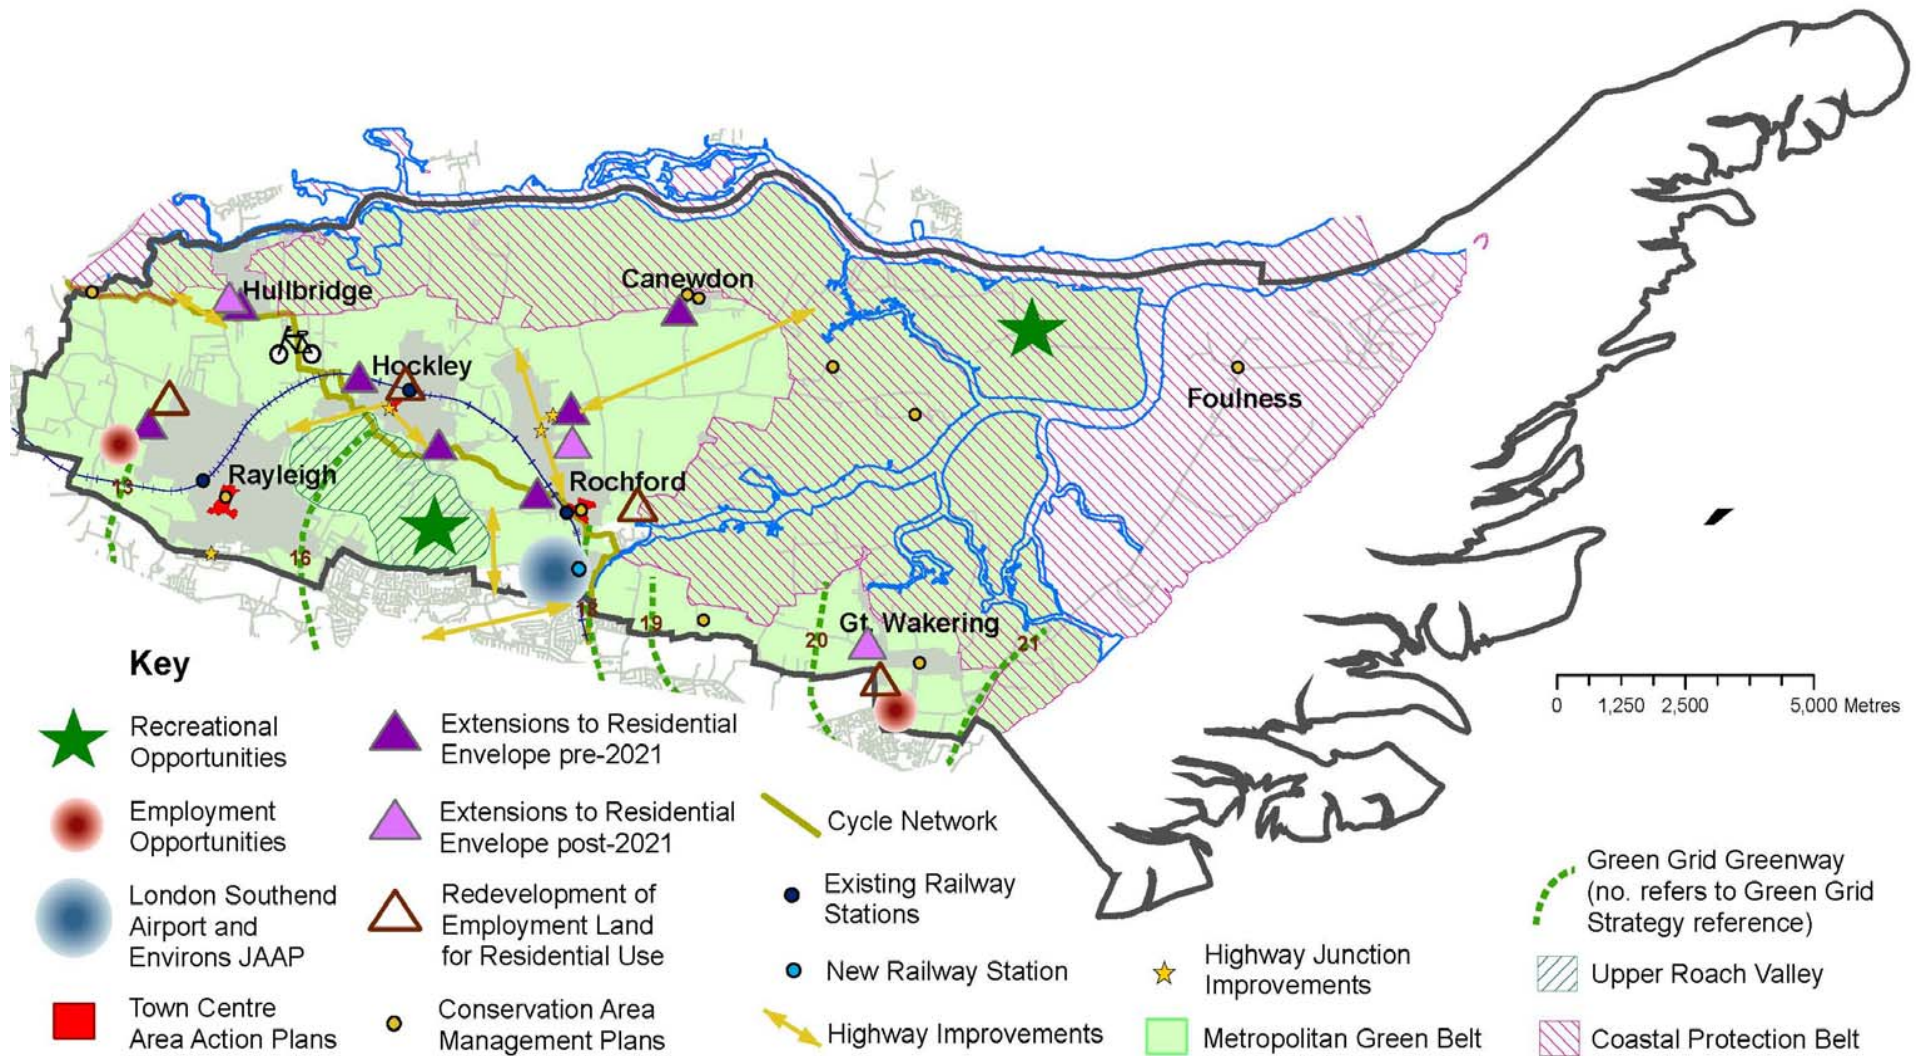 Canewdon
Hullbridge
Hockley
Foulness
Rayleigh
Rochford
13
16
18
19
20
Gt. Wakering
21
Key
Recreational
Opportunities
Employment
Opportunities
London Southend
Airport and
Environs JAAP
Town Centre
Area Action Plans
Extensions to Residential
Envelope pre-2021
Extensions to Residential
Envelope post-2021
Redevelopment of
Employment Land
for Residential Use
Conservation Area
Management Plans
Cycle Network
Existing Railway
Stations
New Railway Station
Highway Improvements
Highway Junction
Improvements
Metropolitan Green Belt
0 1,250 2,500 5,000 Metres
Green Grid Greenway
(no. refers to Green Grid
Strategy reference)
Upper Roach Valley
Coastal Protection Belt